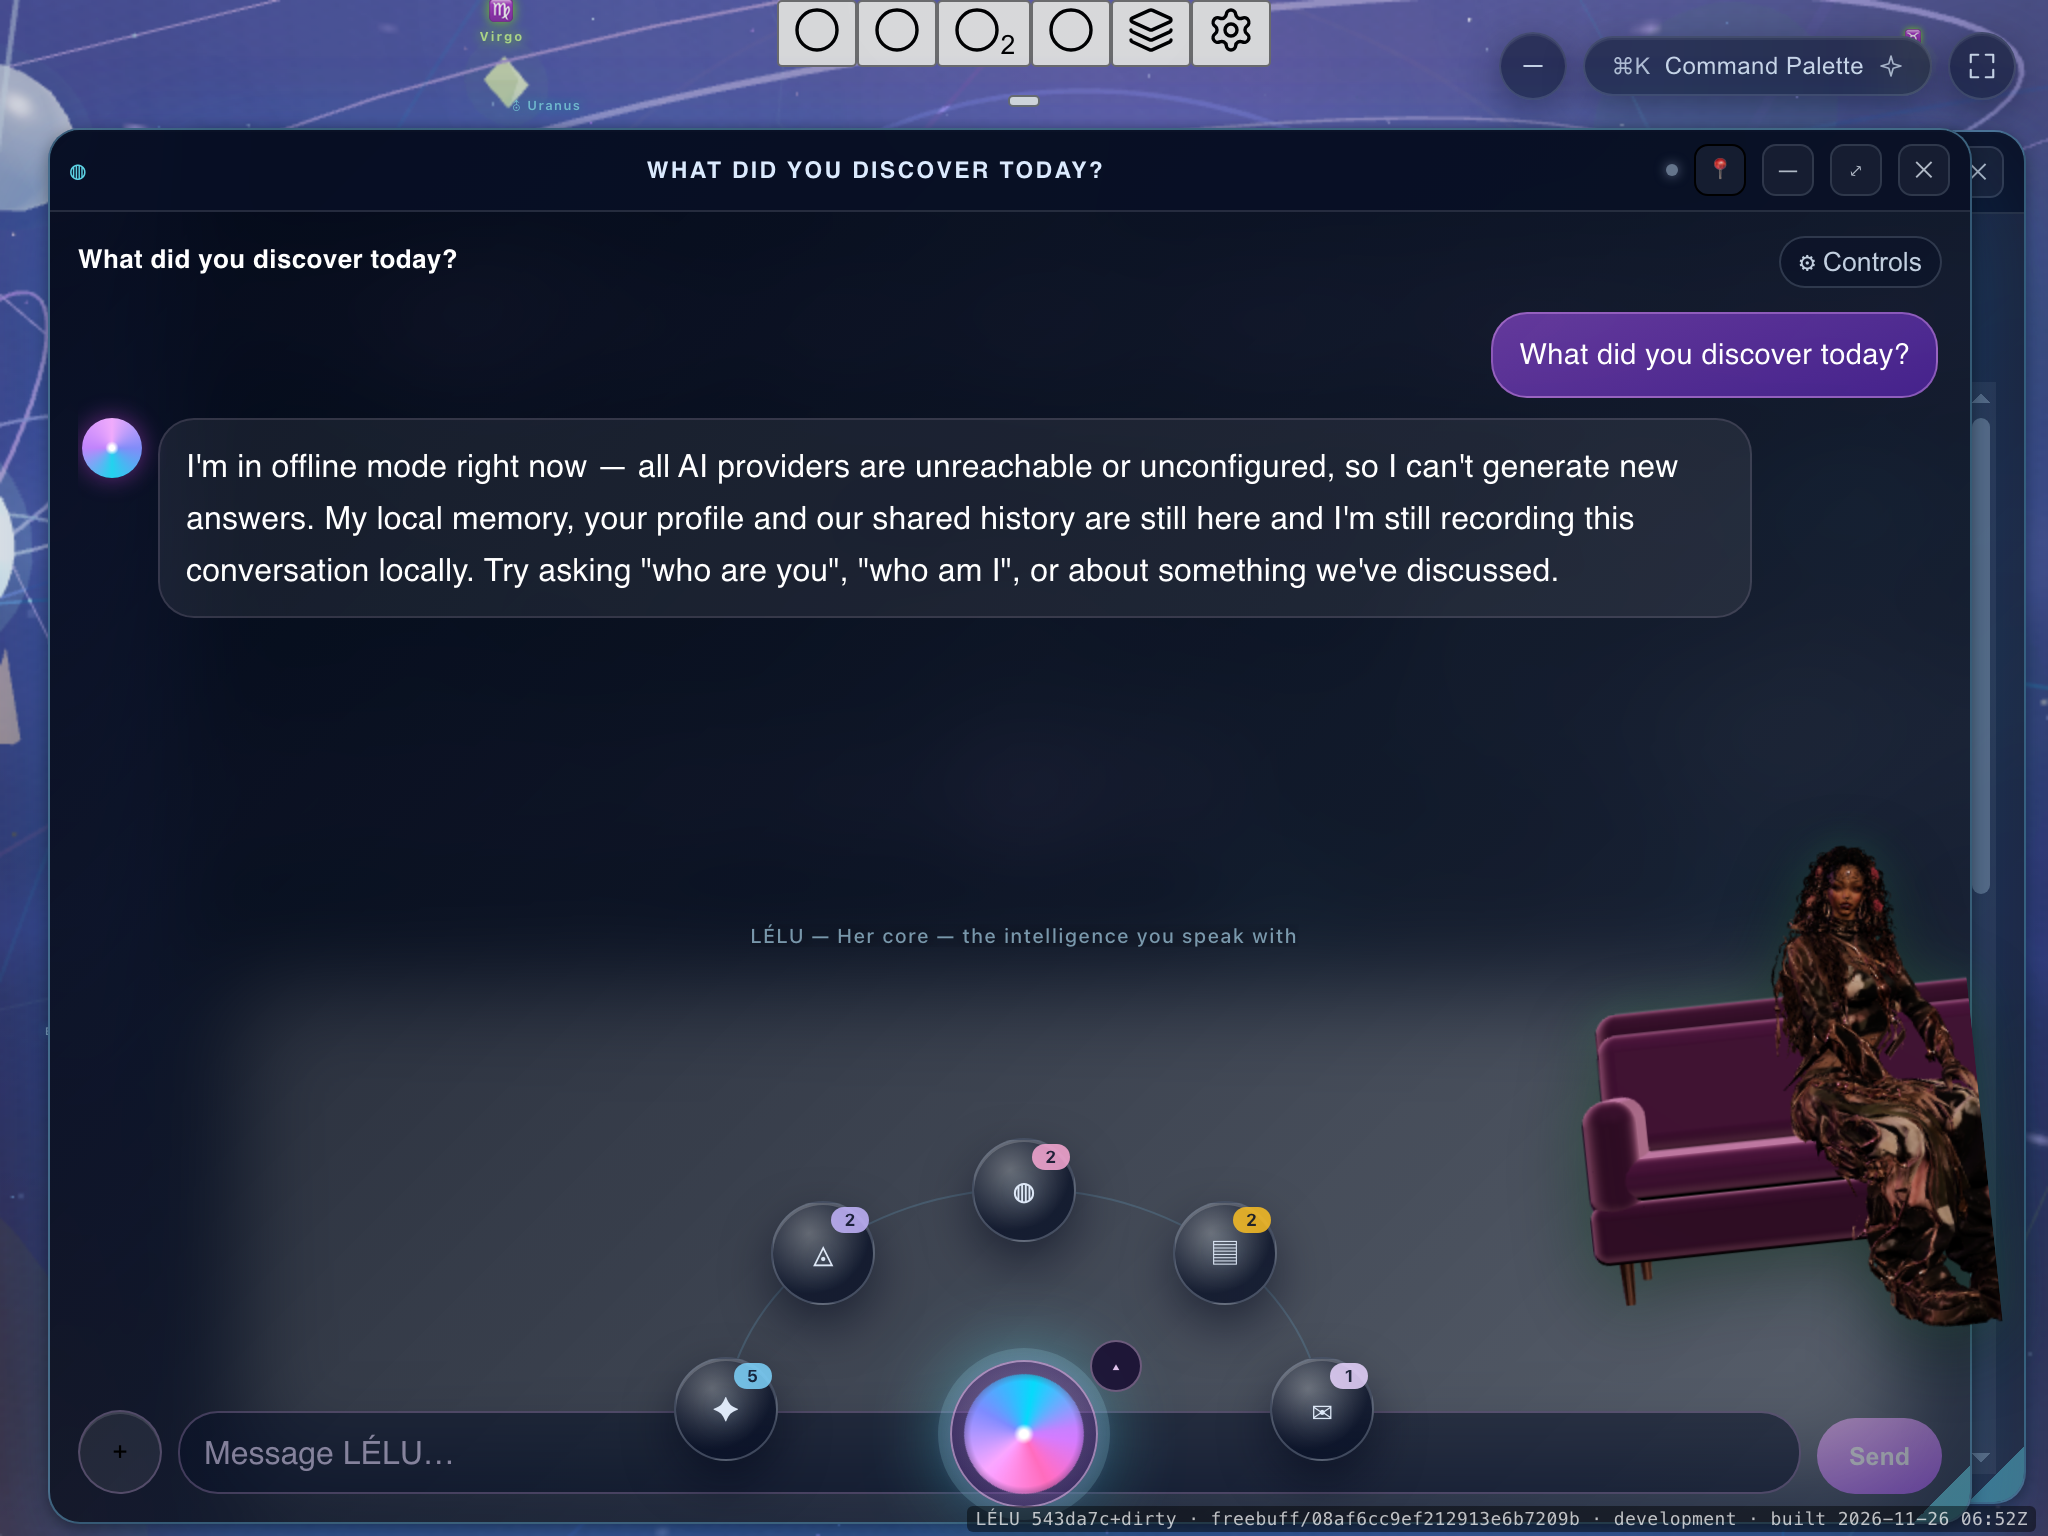 Virgo
Uranus
2
⌘K Command Palette
WHAT DID YOU DISCOVER TODAY?
What did you discover today?
Controls
What did you discover today?
I'm in offline mode right now — all AI providers are unreachable or unconfigured, so I can't generate new
answers. My local memory, your profile and our shared history are still here and I'm still recording this
conversation locally. Try asking "who are you", "who am I", or about something we've discussed.
LÉLU — Her core — the intelligence you speak with
2
2
2
5
1
Message LÉLU…
Send
LÉLU 543da7c+dirty · freebuff/08af6cc9ef212913e6b7209b · development · built 2026-11-26 06:52Z